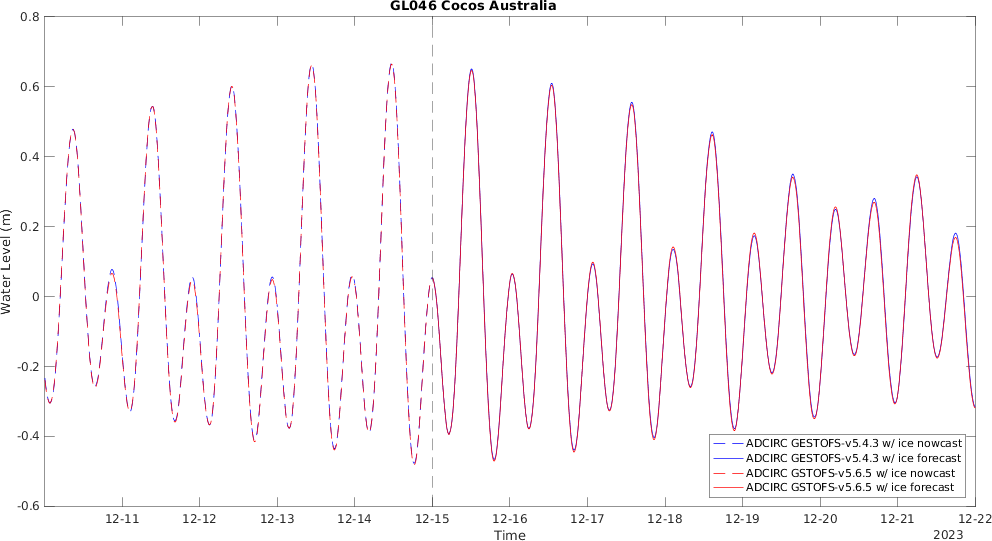 GL046 Cocos Australia
0.8
0.6
0.4
0.2
0
-0.2
-0.4
-0.6
Water Level (m)
ADCIRC GESTOFS-v5.4.3 w/ ice nowcast
ADCIRC GESTOFS-v5.4.3 w/ ice forecast
ADCIRC GSTOFS-v5.6.5 w/ ice nowcast
ADCIRC GSTOFS-v5.6.5 w/ ice forecast
12-11 12-12 12-13 12-14 12-15 12-16 12-17 12-18 12-19 12-20 12-21 12-22
Time
2023